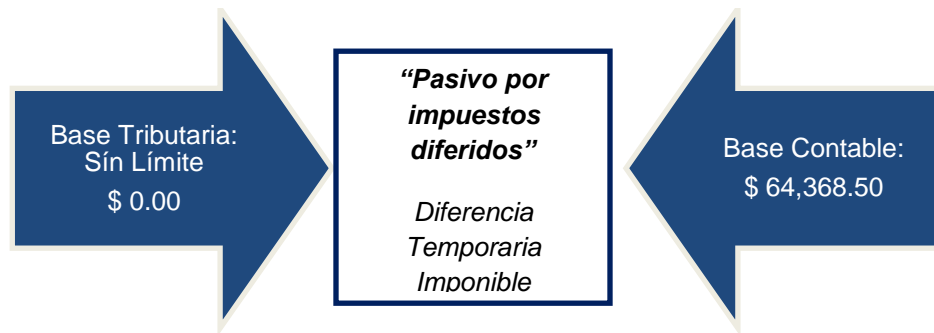 Base Tributaria:
Sín Límite
$ 0.00
“Pasivo por
impuestos
diferidos”
Diferencia
Temporaria
Imponible
Base Contable:
$ 64,368.50